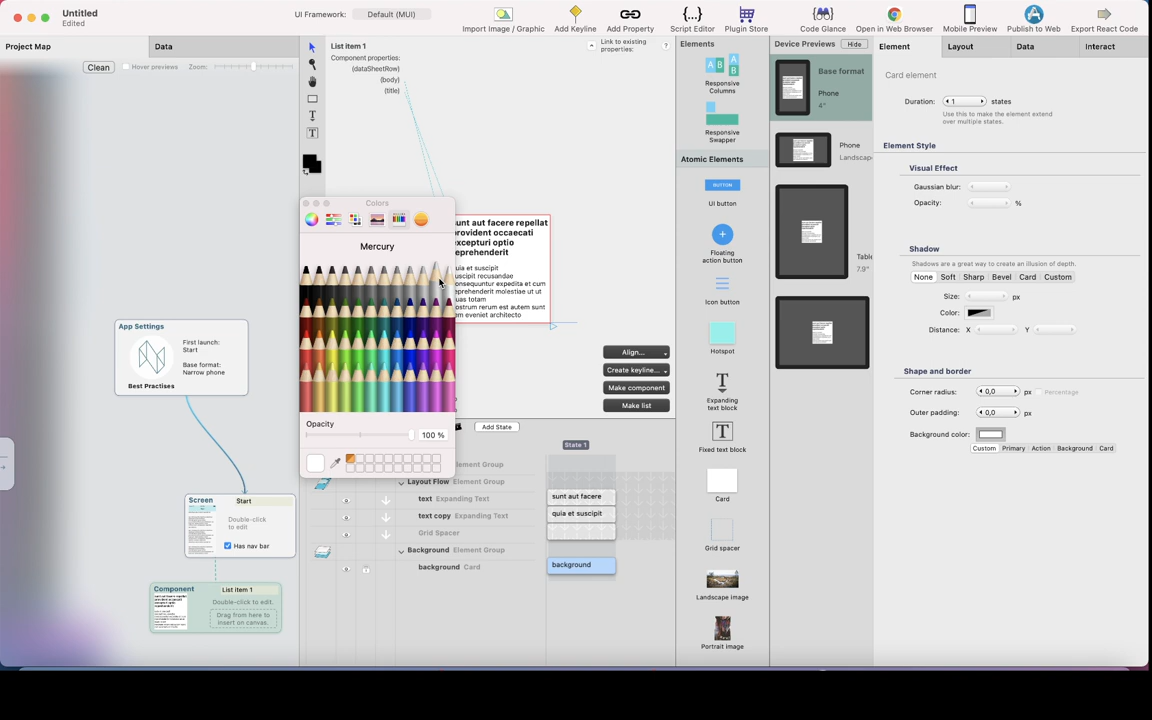 Untitled
Edited
UI Framework:
Default (MUI)
Import Image / Graphic
Add Keyline
Add Property
Script Editor
Plugin Store
Code Glance
Open in Web Browser
Mobile Preview
Publish to Web
Export React Code
Project Map
Data
Clean
Hover previews
Zoom:
App Settings
First launch:
Start
Base format:
Narrow phone
Best Practises
Screen
Start
Double-click
to edit
Has nav bar
Component
List item 1
Double-click to edit.
Drag from here to
insert on canvas.
List item 1
Component properties:
(dataSheetRow)
(body)
(title)
Link to existing
properties:
?
T
T
Colors
Mercury
Opacity
100 %
sunt aut facere repellat
provident occaecati
excepturi optio
reprehenderit
quia et suscipit
suscipit recusandae
consequuntur expedita et cum
reprehenderit molestiae ut ut
quas totam
nostrum rerum est autem sunt
rem eveniet architecto
Align...
Create keyline...
Make component
Make list
Add State
State 1
Element Group
Layout Flow Element Group
text Expanding Text
sunt aut facere
text copy Expanding Text
quia et suscipit
Grid Spacer
Background Element Group
background Card
background
Elements
A B A B
Responsive
Columns
Responsive
Swapper
Atomic Elements
BUTTON
UI button
Floating
action button
Icon button
Hotspot
T
Expanding
text block
T
Fixed text block
Card
Grid spacer
Landscape image
Portrait image
Device Previews
Hide
Base format
Phone
4"
Phone
Landscape
Table
7.9"
Element
Layout
Data
Interact
Card element
Duration:
1
states
Use this to make the element extend
over multiple states.
Element Style
Visual Effect
Gaussian blur:
Opacity:
%
Shadow
Shadows are a great way to create an illusion of depth.
None Soft Sharp Bevel Card Custom
Size:
px
Color:
Distance:
X
Y
Shape and border
Corner radius:
0,0
px
Percentage
Outer padding:
0,0
px
Background color:
Custom Primary Action Background Card